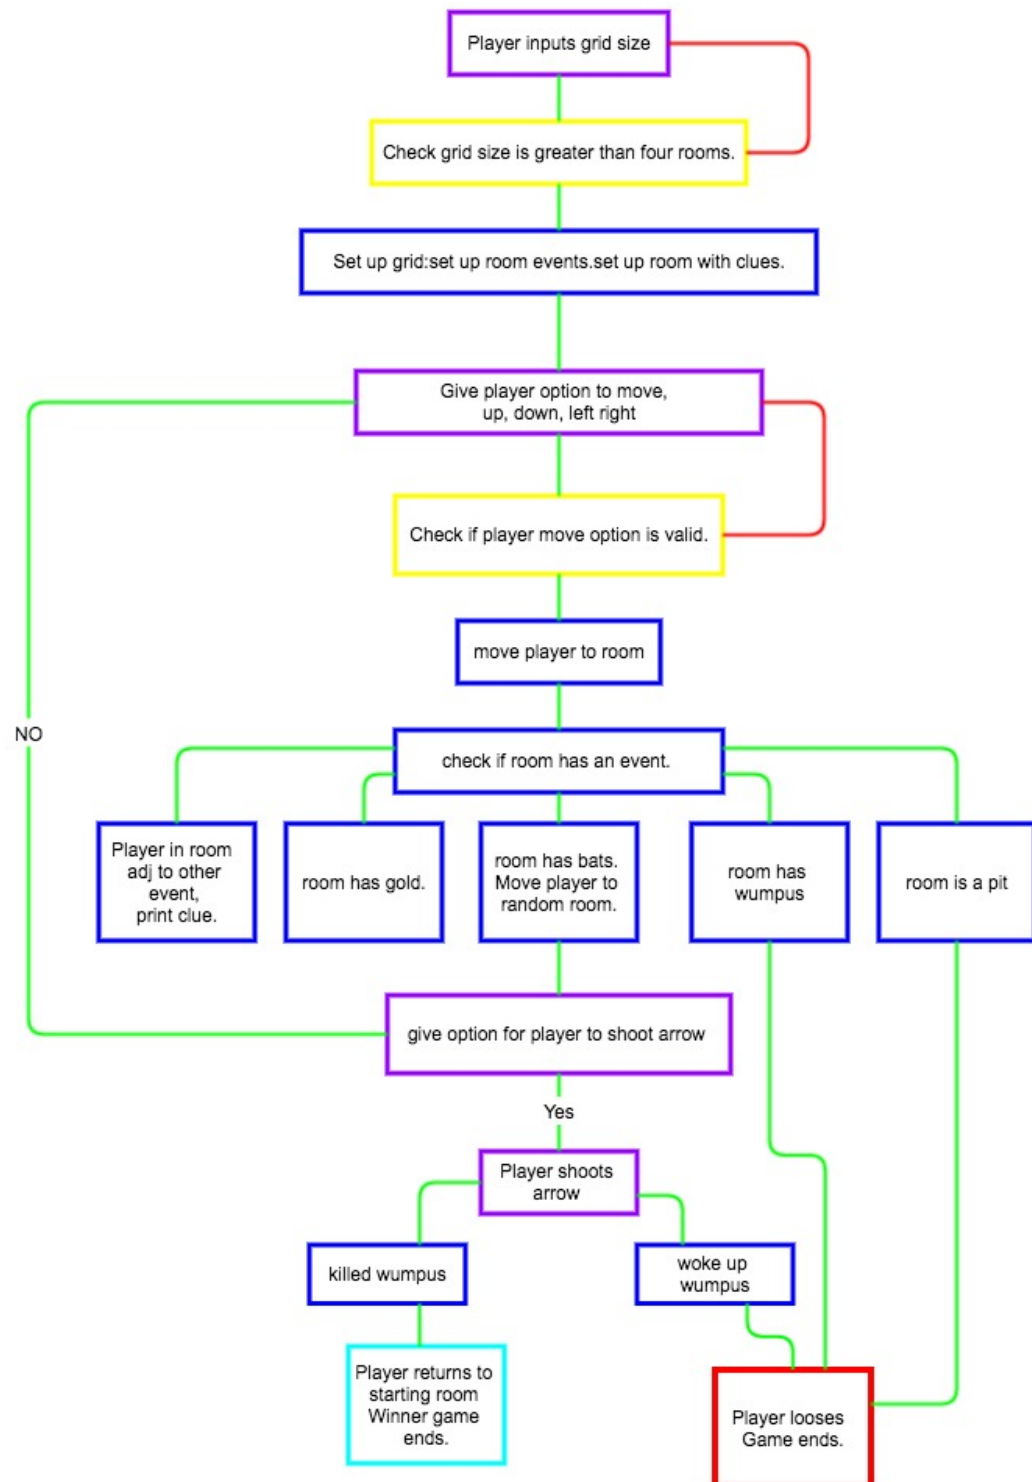 Player inputs grid size
Check grid size is greater than four rooms.
Set up grid:set up room events.set up room with clues.
Give player option to move,
up, down, left right
Check if player move option is valid.
move player to room
NO
check if room has an event.
Player in room
adj to other
event,
print clue.
room has gold.
room has bats.
Move player to
random room.
room has
wumpus
room is a pit
give option for player to shoot arrow
Yes
Player shoots
arrow
killed wumpus
woke up
wumpus
Player returns to
starting room
Winner game
ends.
Player looses
Game ends.